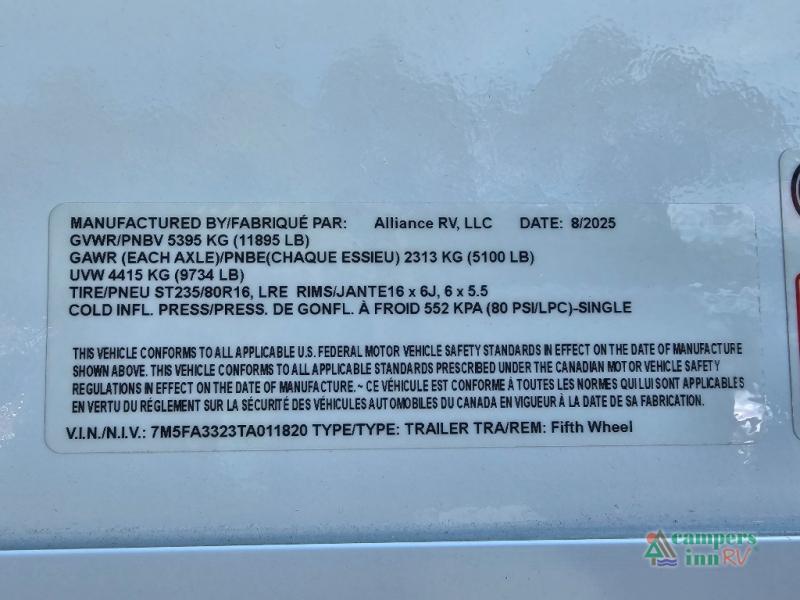 MANUFACTURED BY/FABRIQUÉ PAR: Alliance RV, LLC DATE: 8/2025
GVWR/PNBV 5395 KG (11895 LB)
GAWR (EACH AXLE)/PNBE(CHAQUE ESSIEU) 2313 KG (5100 LB)
UVW 4415 KG (9734 LB)
TIRE/PNEU ST235/80R16, LRE RIMS/JANTE16 x 6J, 6 x 5.5
COLD INFL. PRESS/PRESS. DE GONFL. À FROID 552 KPA (80 PSI/LPC)-SINGLE
THIS VEHICLE CONFORMS TO ALL APPLICABLE U.S. FEDERAL MOTOR VEHICLE SAFETY STANDARDS IN EFFECT ON THE DATE OF MANUFACTURE
SHOWN ABOVE. THIS VEHICLE CONFORMS TO ALL APPLICABLE STANDARDS PRESCRIBED UNDER THE CANADIAN MOTOR VEHICLE SAFETY
REGULATIONS IN EFFECT ON THE DATE OF MANUFACTURE.~ CE VÉHICULE EST CONFORME À TOUTES LES NORMES QUI LUI SONT APPLICABLES
EN VERTU DU RÉGLEMENT SUR LA SÉCURITÉ DES VÉHICULES AUTOMOBILES DU CANADA EN VIGUEUR À LA DATE DE SA FABRICATION.
V.I.N./N.I.V.: 7M5FA3323TA011820 TYPE/TYPE: TRAILER TRA/REM: Fifth Wheel
campers
inn RV